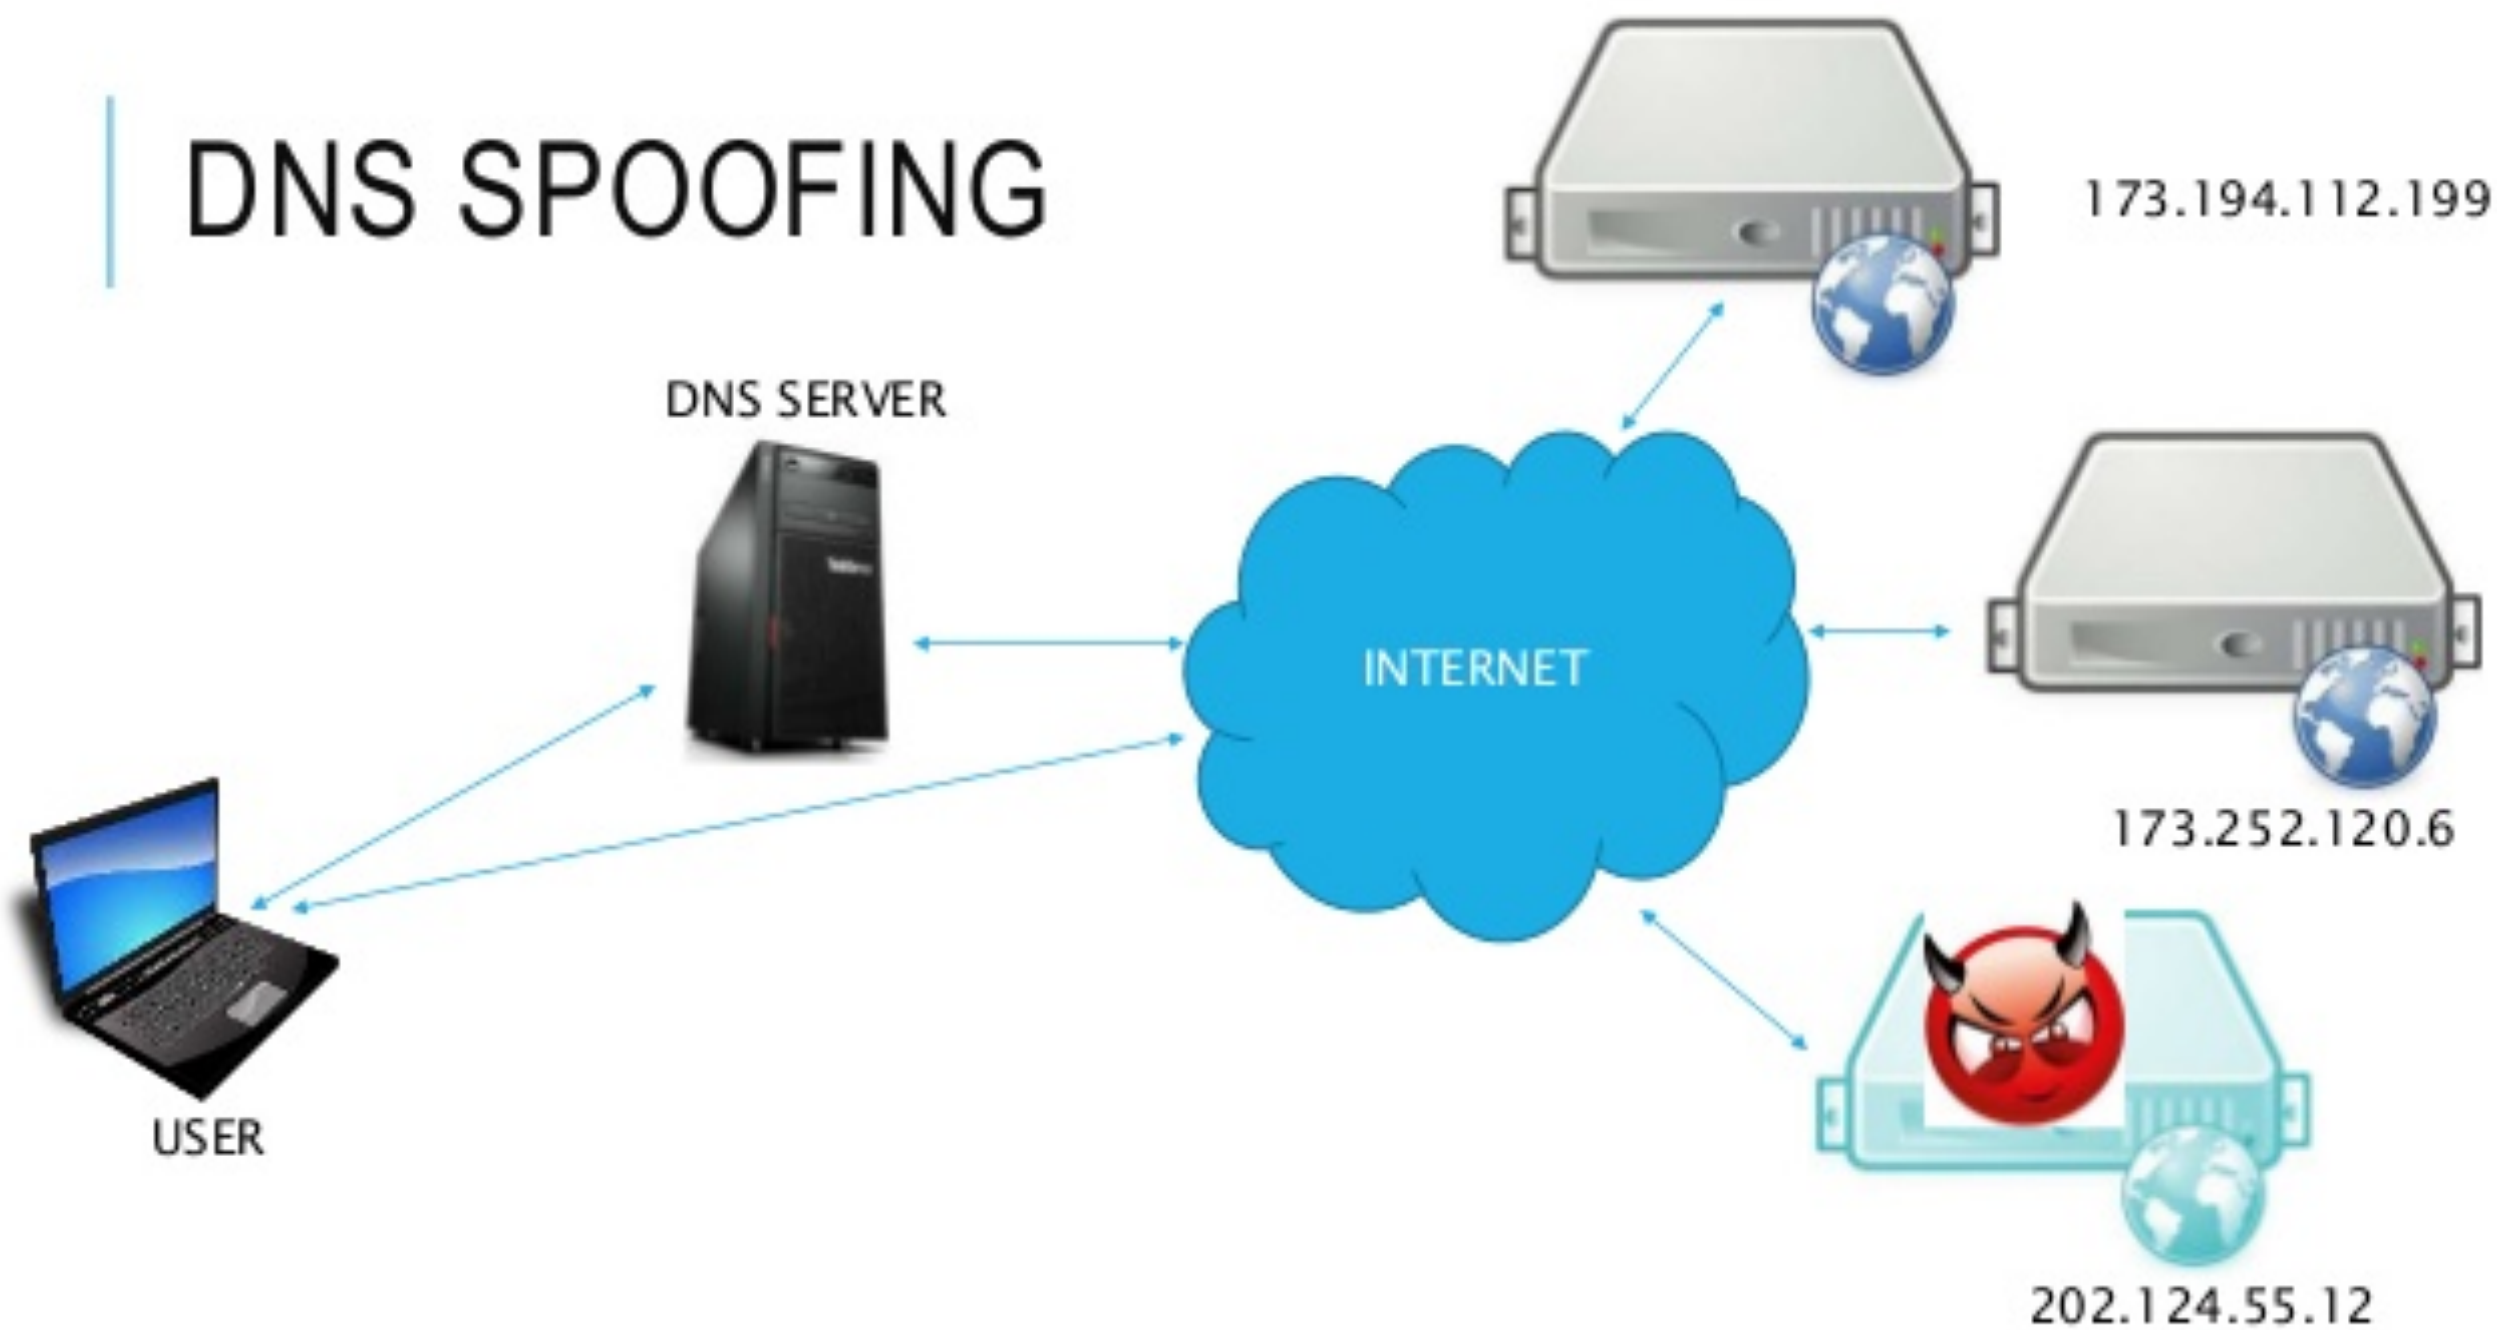 DNS SPOOFING
173.194.112.199
DNS SERVER
INTERNET
173.252.120.6
USER
202.124.55.12